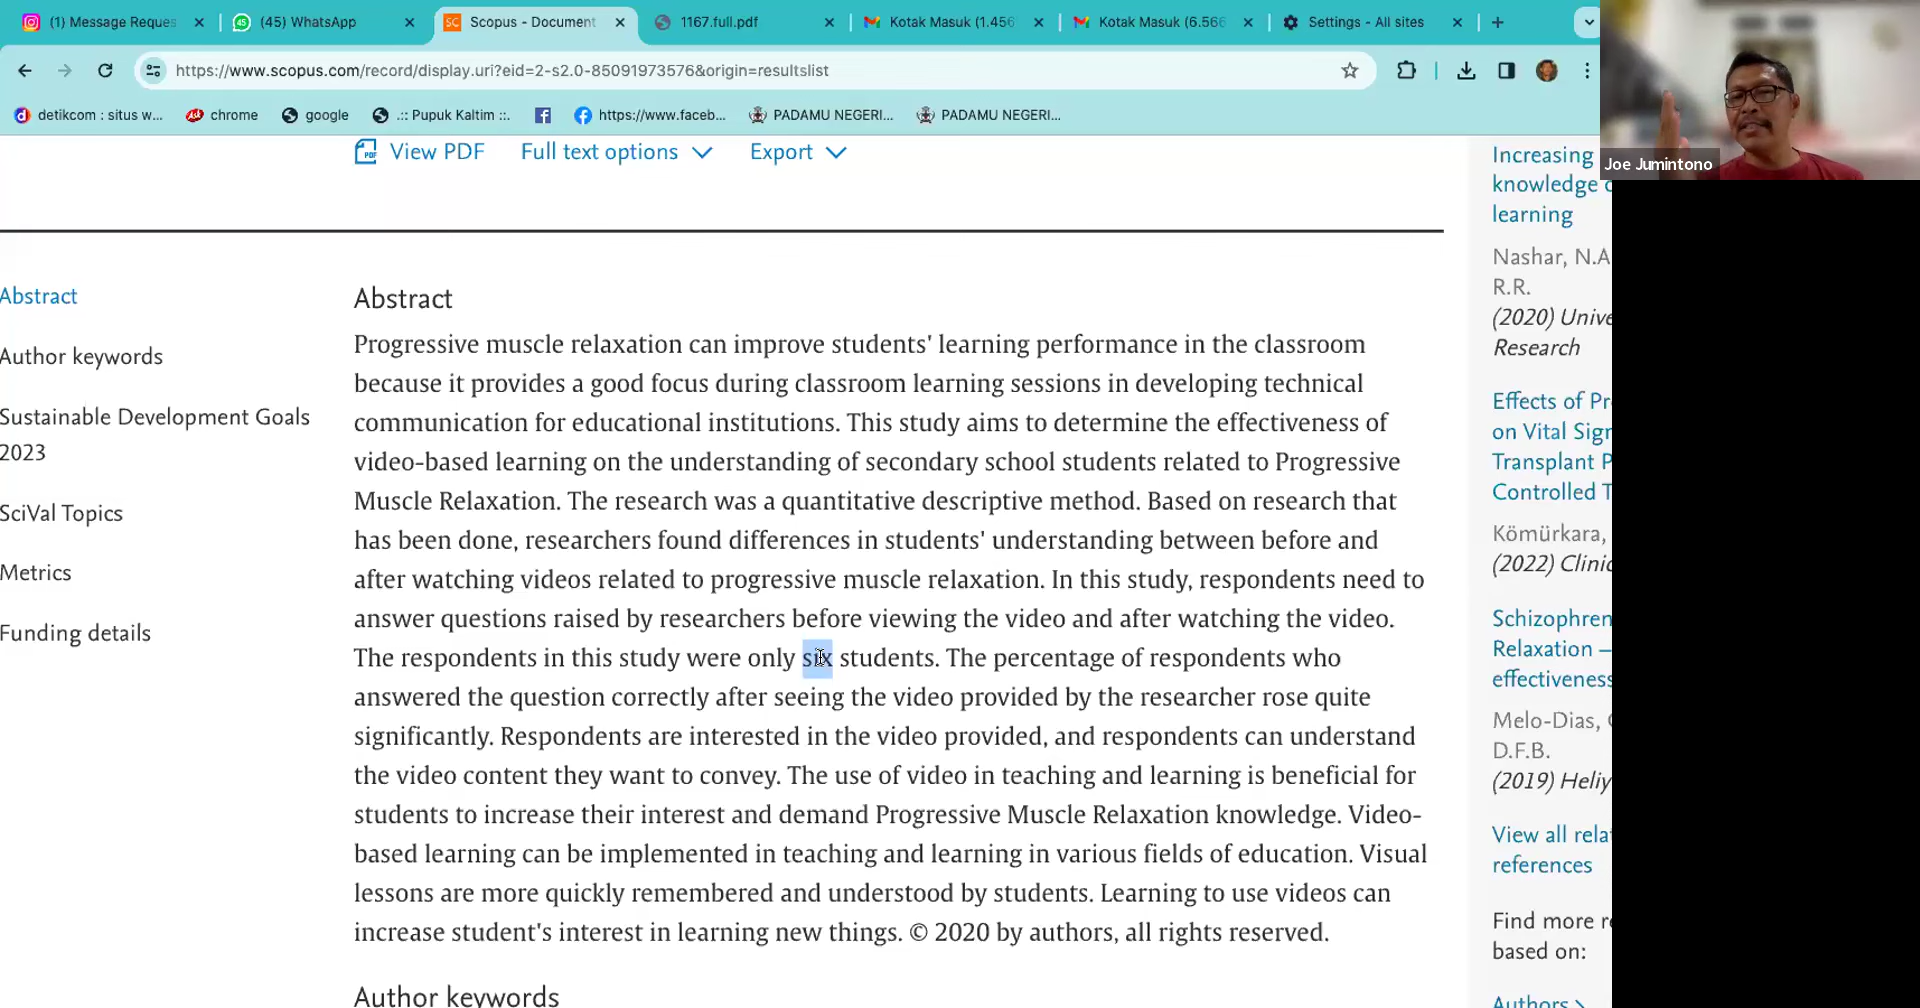 (1) Message Reques
(45) WhatsApp
Scopus - Document
1167.full.pdf
Kotak Masuk (1.456
Kotak Masuk (6.566
Settings - All sites
https://www.scopus.com/record/display.uri?eid=2-s2.0-85091973576&origin=resultslist
detikcom : situs w...
chrome
google
.:: Pupuk Kaltim ::.
https://www.faceb...
PADAMU NEGERI...
PADAMU NEGERI...
Joe Jumintono
View PDF
Full text options
Export
Abstract
Author keywords
Sustainable Development Goals
2023
SciVal Topics
Metrics
Funding details
Abstract
Progressive muscle relaxation can improve students' learning performance in the classroom
because it provides a good focus during classroom learning sessions in developing technical
communication for educational institutions. This study aims to determine the effectiveness of
video-based learning on the understanding of secondary school students related to Progressive
Muscle Relaxation. The research was a quantitative descriptive method. Based on research that
has been done, researchers found differences in students' understanding between before and
after watching videos related to progressive muscle relaxation. In this study, respondents need to
answer questions raised by researchers before viewing the video and after watching the video.
The respondents in this study were only six students. The percentage of respondents who
answered the question correctly after seeing the video provided by the researcher rose quite
significantly. Respondents are interested in the video provided, and respondents can understand
the video content they want to convey. The use of video in teaching and learning is beneficial for
students to increase their interest and demand Progressive Muscle Relaxation knowledge. Video-
based learning can be implemented in teaching and learning in various fields of education. Visual
lessons are more quickly remembered and understood by students. Learning to use videos can
increase student's interest in learning new things. © 2020 by authors, all rights reserved.
Author keywords
Increasing
knowledge o
learning
Nashar, N.A
R.R.
(2020) Unive
Research
Effects of Pr
on Vital Sign
Transplant P
Controlled T
Kömürkara,
(2022) Clinic
Schizophren
Relaxation –
effectiveness
Melo-Dias, C
D.F.B.
(2019) Heliy
View all rela
references
Find more re
based on:
Authors >